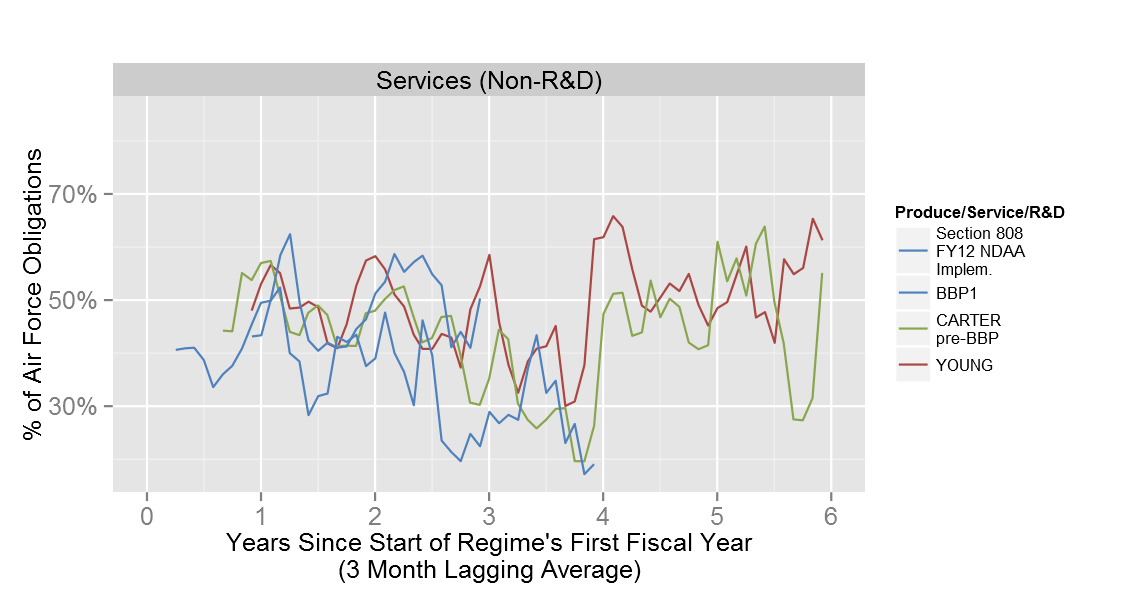 Services (Non-R&D)
% of Air Force Obligations
70%
50%
30%
0 1 2 3 4 5 6
Years Since Start of Regime's First Fiscal Year
(3 Month Lagging Average)
Produce/Service/R&D
Section 808
FY12 NDAA
Implem.
BBP1
CARTER
pre-BBP
YOUNG